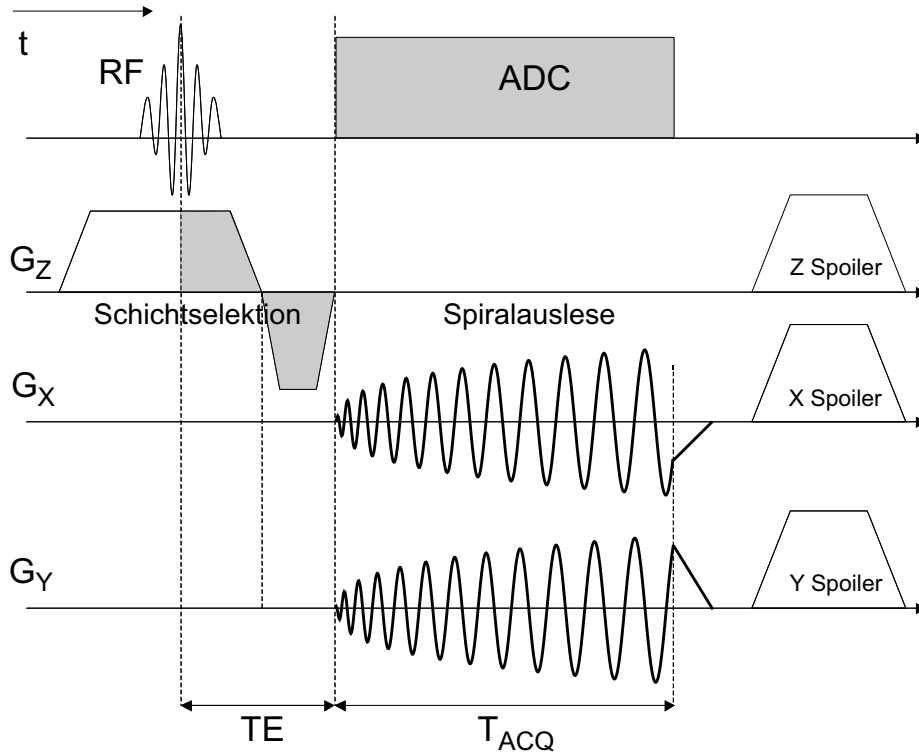 t
RF
ADC
G_Z
Z Spoiler
Schichtselektion
Spiralauslese
G_X
X Spoiler
G_Y
Y Spoiler
TE
T_ACQ